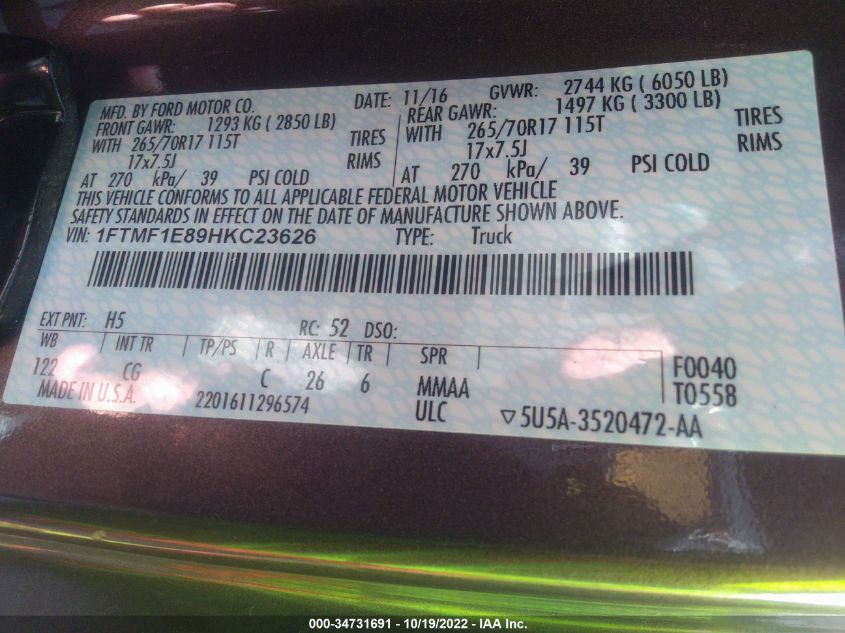 MFD. BY FORD MOTOR CO. DATE: 11/16 GVWR: 2744 KG ( 6050 LB)
FRONT GAWR: 1293 KG ( 2850 LB) REAR GAWR: 1497 KG ( 3300 LB)
WITH 265/70R17 115T TIRES WITH 265/70R17 115T TIRES
17x7.5J RIMS 17x7.5J RIMS
AT 270 kPa/ 39 PSI COLD AT 270 kPa/ 39 PSI COLD
THIS VEHICLE CONFORMS TO ALL APPLICABLE FEDERAL MOTOR VEHICLE
SAFETY STANDARDS IN EFFECT ON THE DATE OF MANUFACTURE SHOWN ABOVE.
VIN: 1FTMF1E89HKC23626 TYPE: Truck
EXT PNT: H5 RC: 52 DSO:
WB INT TR TP/PS R AXLE TR SPR F0040
122 CG C 26 6 MMAA T0558
MADE IN U.S.A. 2201611296574 ULC ▽5U5A-3520472-AA
000-34731691 - 10/19/2022 - IAA Inc.